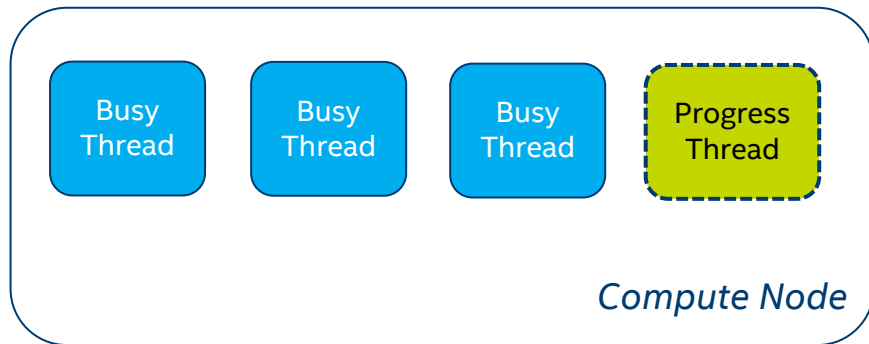 Busy
Thread
Busy
Thread
Busy
Thread
Progress
Thread
Compute Node